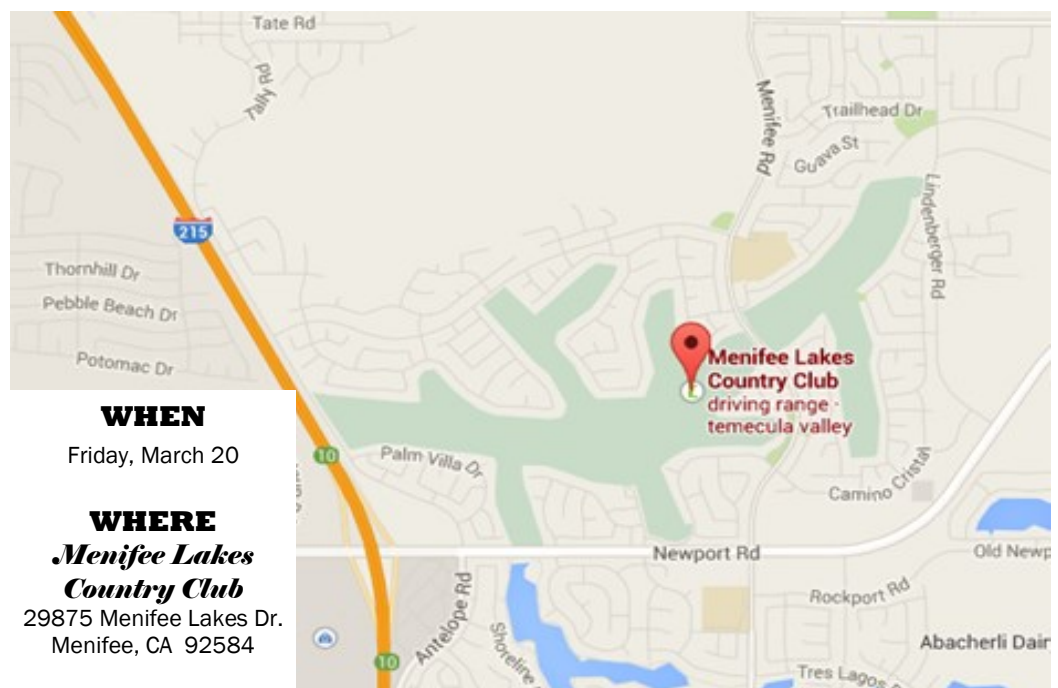 Tate Rd
Tally Rd
Menifee Rd
Trailhead Dr
Guava St
Lindenberger Rd
215
Thornhill Dr
Pebble Beach Dr
Potomac Dr
Menifee Lakes
Country Club
driving range ·
temecula valley
WHEN
Friday, March 20
WHERE
Menifee Lakes
Country Club
29875 Menifee Lakes Dr.
Menifee, CA  92584
10
Palm Villa Dr
Camino Cristal
Newport Rd
Old Newp
Antelope Rd
Shoreline
Rockport Rd
Abacherli Dair
Tres Lagos
10